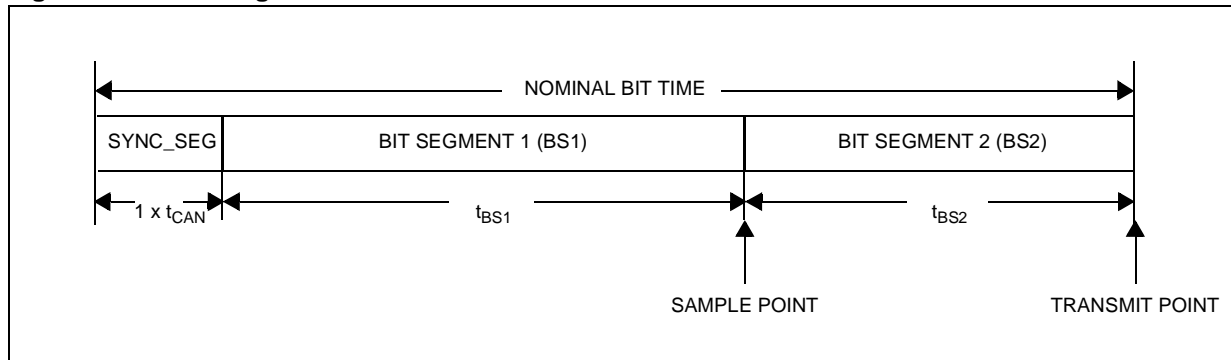 NOMINAL BIT TIME
SYNC_SEG
BIT SEGMENT 1 (BS1)
BIT SEGMENT 2 (BS2)
1 x tCAN
tBS1
tBS2
SAMPLE POINT
TRANSMIT POINT